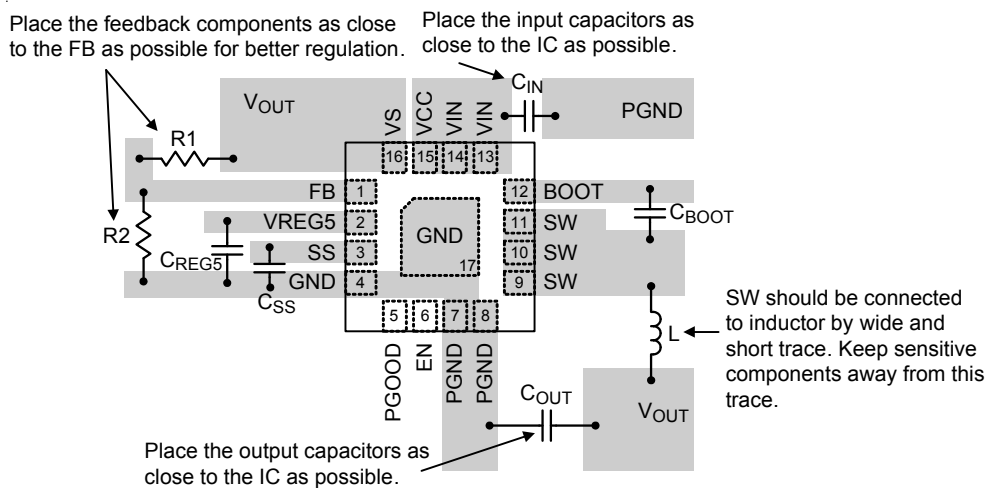 Place the feedback components as close
to the FB as possible for better regulation.
Place the input capacitors as
close to the IC as possible.
CIN
VOUT
PGND
VS
VCC
VIN
VIN
R1
16
15
14
13
FB
1
12
BOOT
VREG5
2
11
SW
CBOOT
R2
GND
SS
3
10
SW
CREG5
17
GND
4
9
SW
CSS
5
6
7
8
PGOOD
EN
PGND
PGND
L
SW should be connected
to inductor by wide and
short trace. Keep sensitive
components away from this
trace.
COUT
VOUT
Place the output capacitors as
close to the IC as possible.